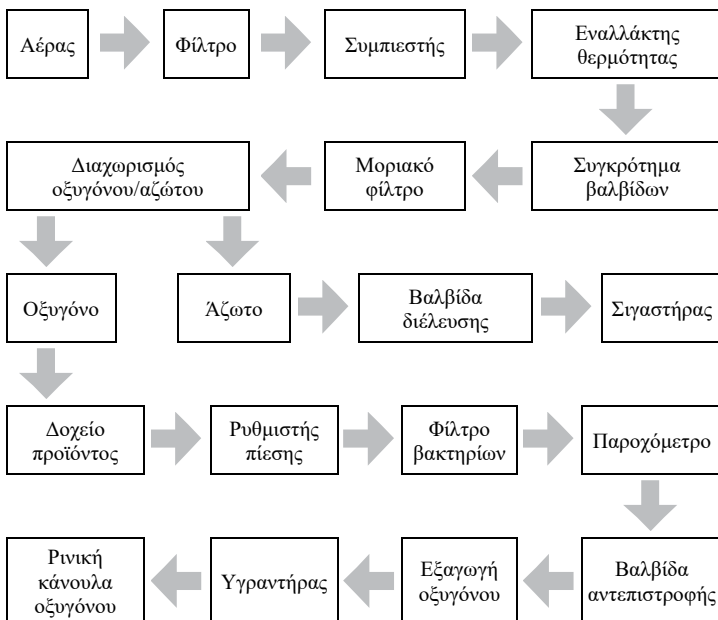 Αέρας
Φίλτρο
Συμπιεστής
Εναλλάκτης
θερμότητας
Συγκρότημα
βαλβίδων
Μοριακό
φίλτρο
Διαχωρισμός
οξυγόνου/αζώτου
Οξυγόνο
Άζωτο
Βαλβίδα
διέλευσης
Σιγαστήρας
Δοχείο
προϊόντος
Ρυθμιστής
πίεσης
Φίλτρο
βακτηρίων
Παροχόμετρο
Βαλβίδα
αντεπιστροφής
Εξαγωγή
οξυγόνου
Υγραντήρας
Ρινική
κάνουλα
οξυγόνου